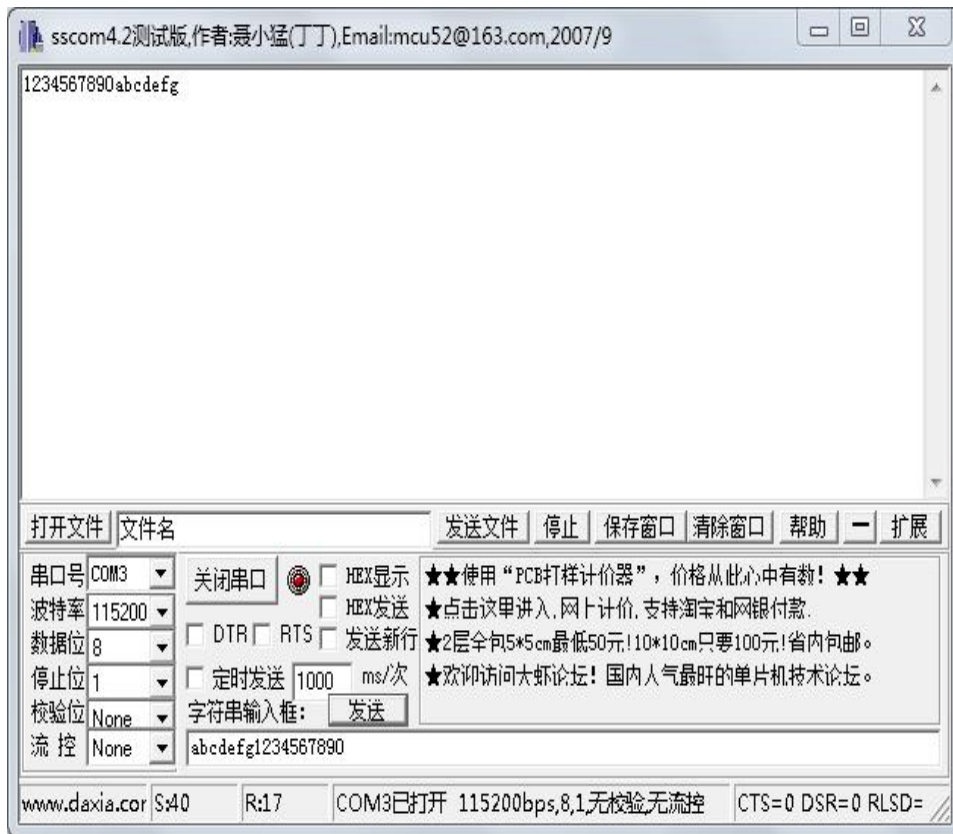 sscom4.2测试版,作者:聂小猛(丁丁),Email:mcu52@163.com,2007/9
1234567890abcdefg
打开文件 文件名 发送文件 停止 保存窗口 清除窗口 帮助 一 扩展
串口号 COM3 关闭串口 HEX显示
波特率 115200 HEX发送
数据位 8 DTR RTS 发送新行
停止位 1 定时发送 1000 ms/次
校验位 None 字符串输入框: 发送
流 控 None abcdefg1234567890
★★使用“PCB打样计价器”,价格从此心中有数! ★★
★点击这里进入,网上计价,支持淘宝和网银付款.
★2层全包5*5cm最低50元!10*10cm只要100元!省内包邮。
★欢迎访问大虾论坛! 国内人气最旺的单片机技术论坛。
www.daxia.cor S:40 R:17 COM3已打开 115200bps,8,1,无校验,无流控 CTS=0 DSR=0 RLSD=